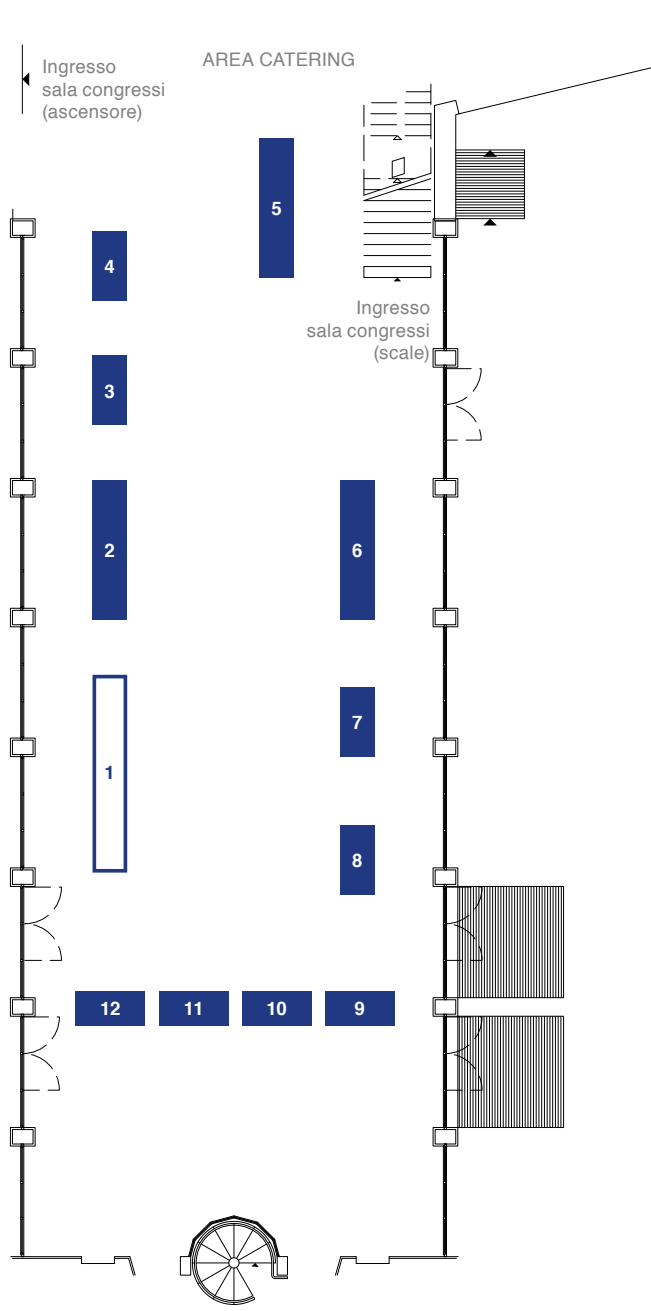 AREA CATERING
Ingresso
sala congressi
(ascensore)
5
4
Ingresso
sala congressi
(scale)
3
2
6
7
1
8
12
11
10
9